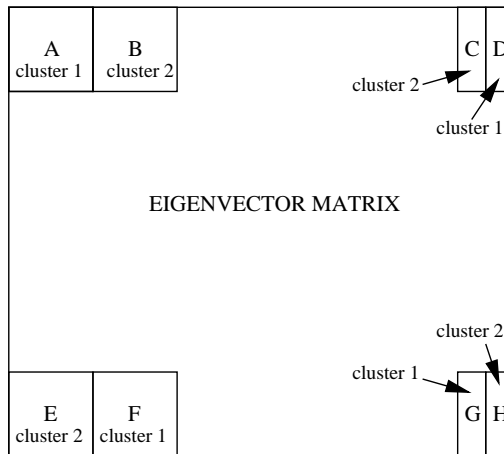 A B C D
cluster 1 cluster 2
cluster 2
cluster 1
EIGENVECTOR MATRIX
cluster 2
cluster 1
E F G H
cluster 2 cluster 1